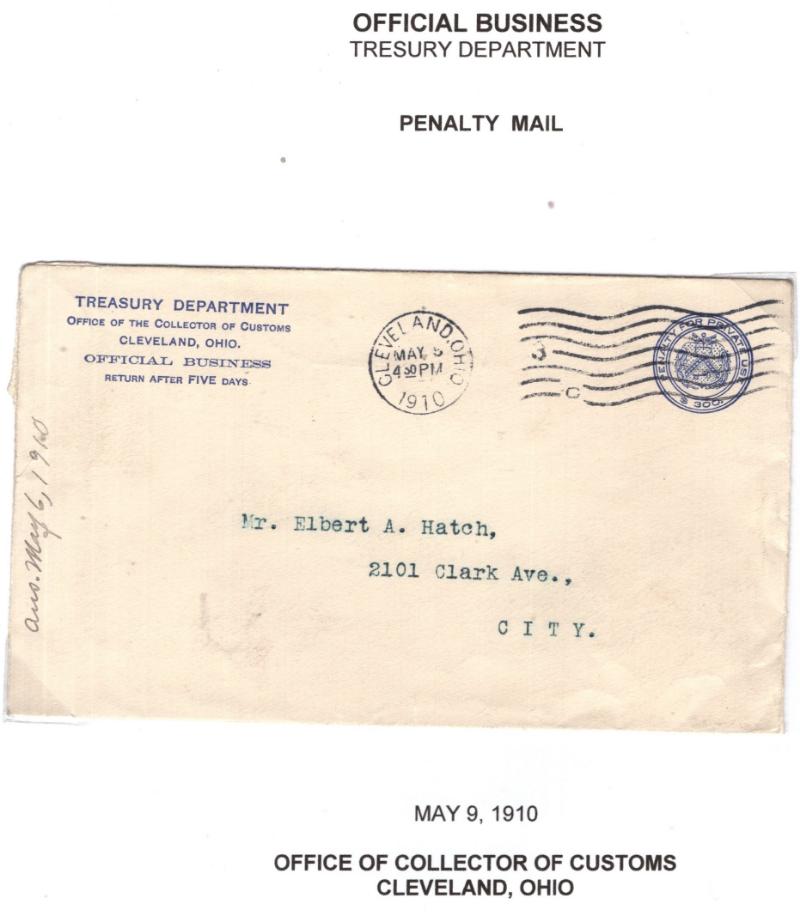 OFFICIAL BUSINESS
TRESURY DEPARTMENT
PENALTY MAIL
TREASURY DEPARTMENT
OFFICE OF THE COLLECTOR OF CUSTOMS
CLEVELAND, OHIO.
OFFICIAL BUSINESS
RETURN AFTER FIVE DAYS
CLEVELAND, OHIO
MAY 5
4 30 PM
1910
3
C
PENALTY FOR PRIVATE USE
$ 300.
ans. May 6, 1910
Mr. Elbert A. Hatch,
2101 Clark Ave.,
C I T Y.
MAY 9, 1910
OFFICE OF COLLECTOR OF CUSTOMS
CLEVELAND, OHIO